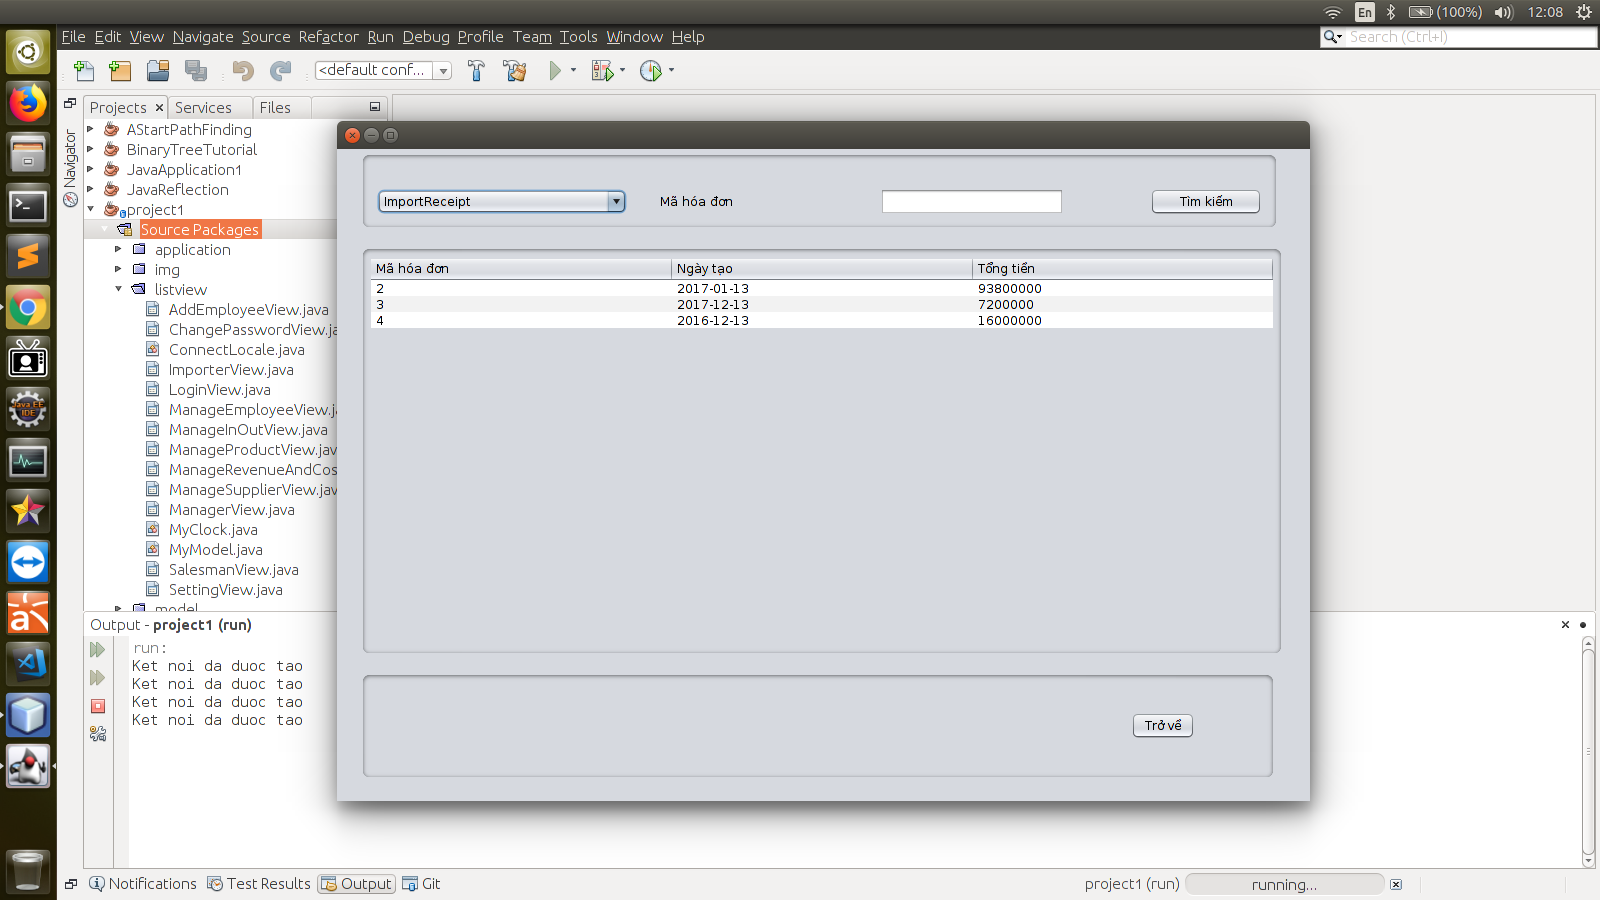 En (100%) 12:08
File Edit View Navigate Source Refactor Run Debug Profile Team Tools Window Help
Search (Ctrl+I)
<default conf...
Projects Services Files
Navigator
AStartPathFinding
BinaryTreeTutorial
JavaApplication1
JavaReflection
project1
Source Packages
application
img
listview
AddEmployeeView.java
ChangePasswordView.ja
ConnectLocale.java
ImporterView.java
LoginView.java
ManageEmployeeView.ja
ManageInOutView.java
ManageProductView.jav
ManageRevenueAndCos
ManageSupplierView.jav
ManagerView.java
MyClock.java
MyModel.java
SalesmanView.java
SettingView.java
model
ImportReceipt Mã hóa đơn Tìm kiếm
Mã hóa đơn Ngày tạo Tổng tiền
2 2017-01-13 93800000
3 2017-12-13 7200000
4 2016-12-13 16000000
Trở về
Output - project1 (run)
run:
Ket noi da duoc tao
Ket noi da duoc tao
Ket noi da duoc tao
Ket noi da duoc tao
Notifications Test Results Output Git project1 (run) running...
Java EE
IDE